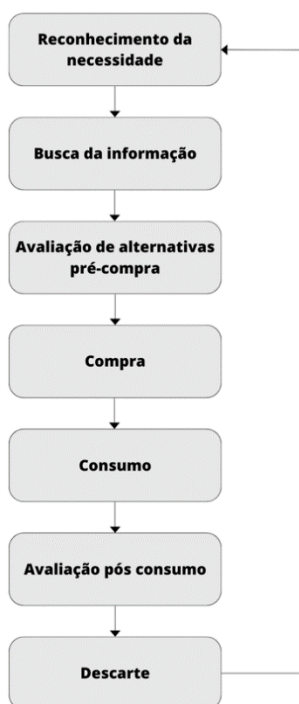 Reconhecimento da
necessidade
Busca da informação
Avaliação de alternativas
pré-compra
Compra
Consumo
Avaliação pós consumo
Descarte